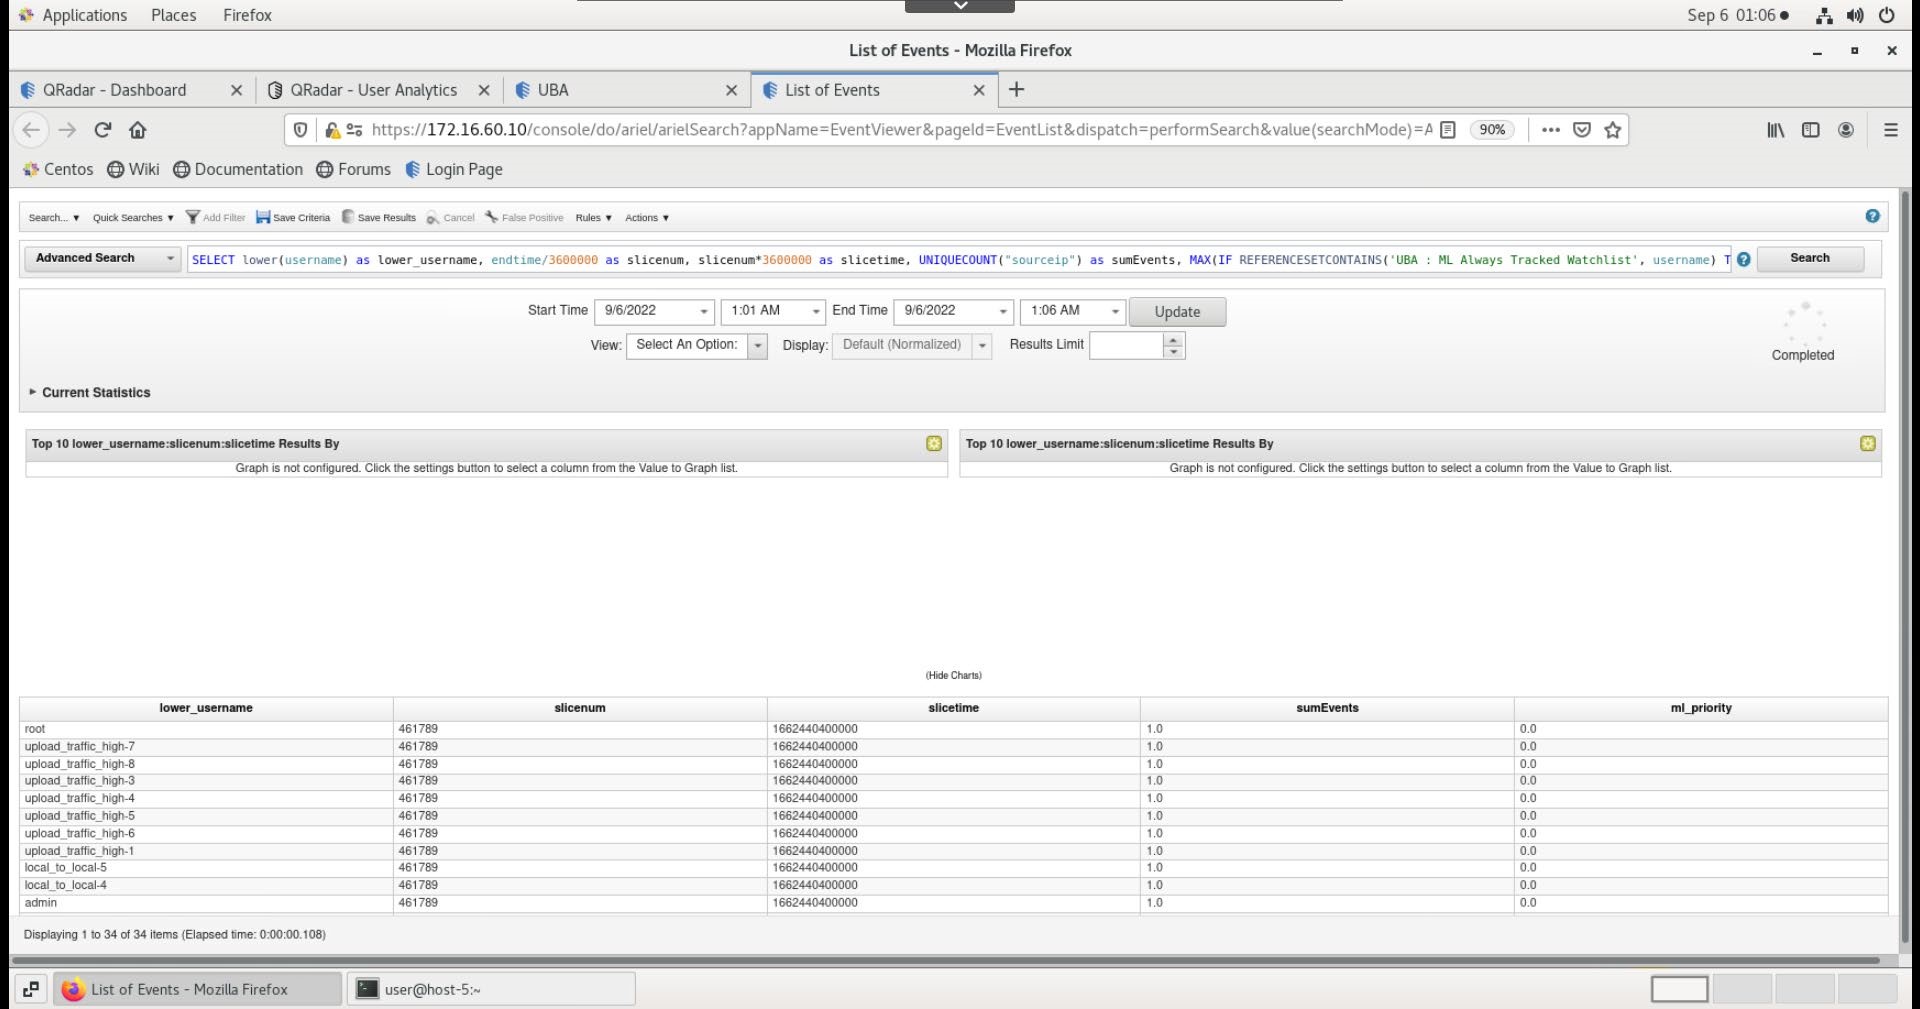 Applications Places Firefox Sep 6 01:06
List of Events - Mozilla Firefox
QRadar - Dashboard QRadar - User Analytics UBA List of Events
https://172.16.60.10/console/do/ariel/arielSearch?appName=EventViewer&pageId=EventList&dispatch=performSearch&value(searchMode)=A 90%
Centos Wiki Documentation Forums Login Page
Search... Quick Searches Add Filter Save Criteria Save Results Cancel False Positive Rules Actions
Advanced Search SELECT lower(username) as lower_username, endtime/3600000 as slicenum, slicenum*3600000 as slicetime, UNIQUECOUNT("sourceip") as sumEvents, MAX(IF REFERENCESETCONTAINS('UBA : ML Always Tracked Watchlist', username) T Search
Start Time 9/6/2022 1:01 AM End Time 9/6/2022 1:06 AM Update
View: Select An Option: Display: Default (Normalized) Results Limit
Completed
Current Statistics
Top 10 lower_username:slicenum:slicetime Results By Top 10 lower_username:slicenum:slicetime Results By
Graph is not configured. Click the settings button to select a column from the Value to Graph list. Graph is not configured. Click the settings button to select a column from the Value to Graph list.
(Hide Charts)
lower_username slicenum slicetime sumEvents ml_priority
root 461789 1662440400000 1.0 0.0
upload_traffic_high-7 461789 1662440400000 1.0 0.0
upload_traffic_high-8 461789 1662440400000 1.0 0.0
upload_traffic_high-3 461789 1662440400000 1.0 0.0
upload_traffic_high-4 461789 1662440400000 1.0 0.0
upload_traffic_high-5 461789 1662440400000 1.0 0.0
upload_traffic_high-6 461789 1662440400000 1.0 0.0
upload_traffic_high-1 461789 1662440400000 1.0 0.0
local_to_local-5 461789 1662440400000 1.0 0.0
local_to_local-4 461789 1662440400000 1.0 0.0
admin 461789 1662440400000 1.0 0.0
Displaying 1 to 34 of 34 items (Elapsed time: 0:00:00.108)
List of Events - Mozilla Firefox user@host-5:~